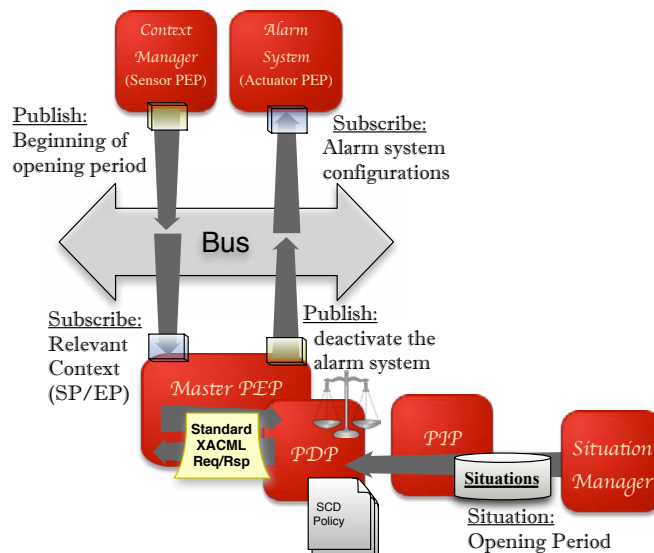 Context
Manager
(Sensor PEP)
Alarm
System
(Actuator PEP)
Publish:
Beginning of
opening period
Subscribe:
Alarm system
configurations
Bus
Subscribe:
Relevant
Context
(SP/EP)
Publish:
deactivate the
alarm system
Master PEP
Standard
XACML
Req/Rsp
PDP
PIP
Situations
Situation
Manager
SCD
Policy
Situation:
Opening Period